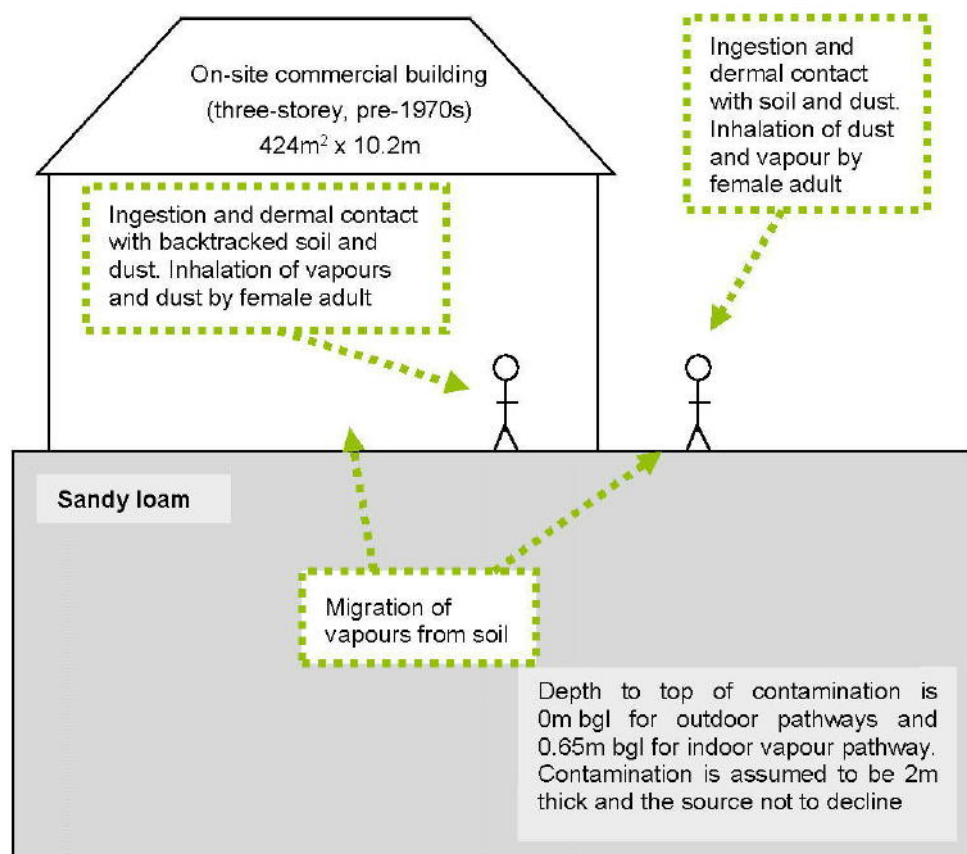 On-site commercial building
(three-storey, pre-1970s)
424m² x 10.2m
Ingestion and
dermal contact
with soil and dust.
Inhalation of dust
and vapour by
female adult
Ingestion and dermal contact
with backtracked soil and
dust. Inhalation of vapours
and dust by female adult
Sandy loam
Migration of
vapours from soil
Depth to top of contamination is
0m bgl for outdoor pathways and
0.65m bgl for indoor vapour pathway.
Contamination is assumed to be 2m
thick and the source not to decline